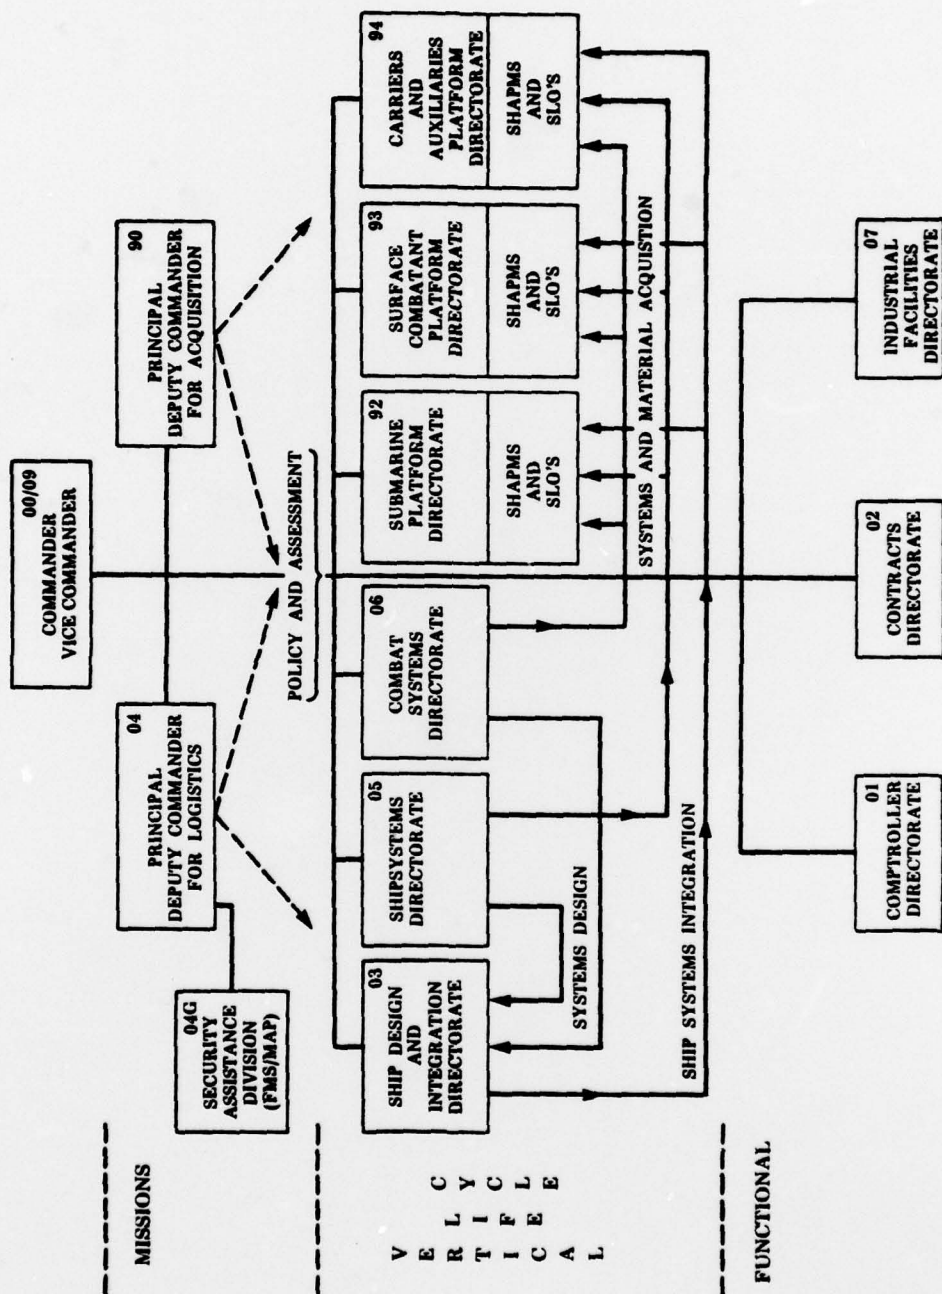 00/09
COMMANDER
VICE COMMANDER
MISSIONS
04
PRINCIPAL
DEPUTY COMMANDER
FOR LOGISTICS
90
PRINCIPAL
DEPUTY COMMANDER
FOR ACQUISITION
04G
SECURITY
ASSISTANCE
DIVISION
(FMS/MAP)
POLICY AND ASSESSMENT
VERTICAL
LIFE
CYCLE
03
SHIP DESIGN
AND
INTEGRATION
DIRECTORATE
05
SHIPSYSTEMS
DIRECTORATE
06
COMBAT
SYSTEMS
DIRECTORATE
92
SUBMARINE
PLATFORM
DIRECTORATE
SHAPMS
AND
SLO'S
93
SURFACE
COMBATANT
PLATFORM
DIRECTORATE
SHAPMS
AND
SLO'S
94
CARRIERS
AND
AUXILIARIES
PLATFORM
DIRECTORATE
SHAPMS
AND
SLO'S
SYSTEMS DESIGN
SYSTEMS AND MATERIAL ACQUISTION
SHIP SYSTEMS INTEGRATION
FUNCTIONAL
01
COMPTROLLER
DIRECTORATE
02
CONTRACTS
DIRECTORATE
07
INDUSTRIAL
FACILITIES
DIRECTORATE